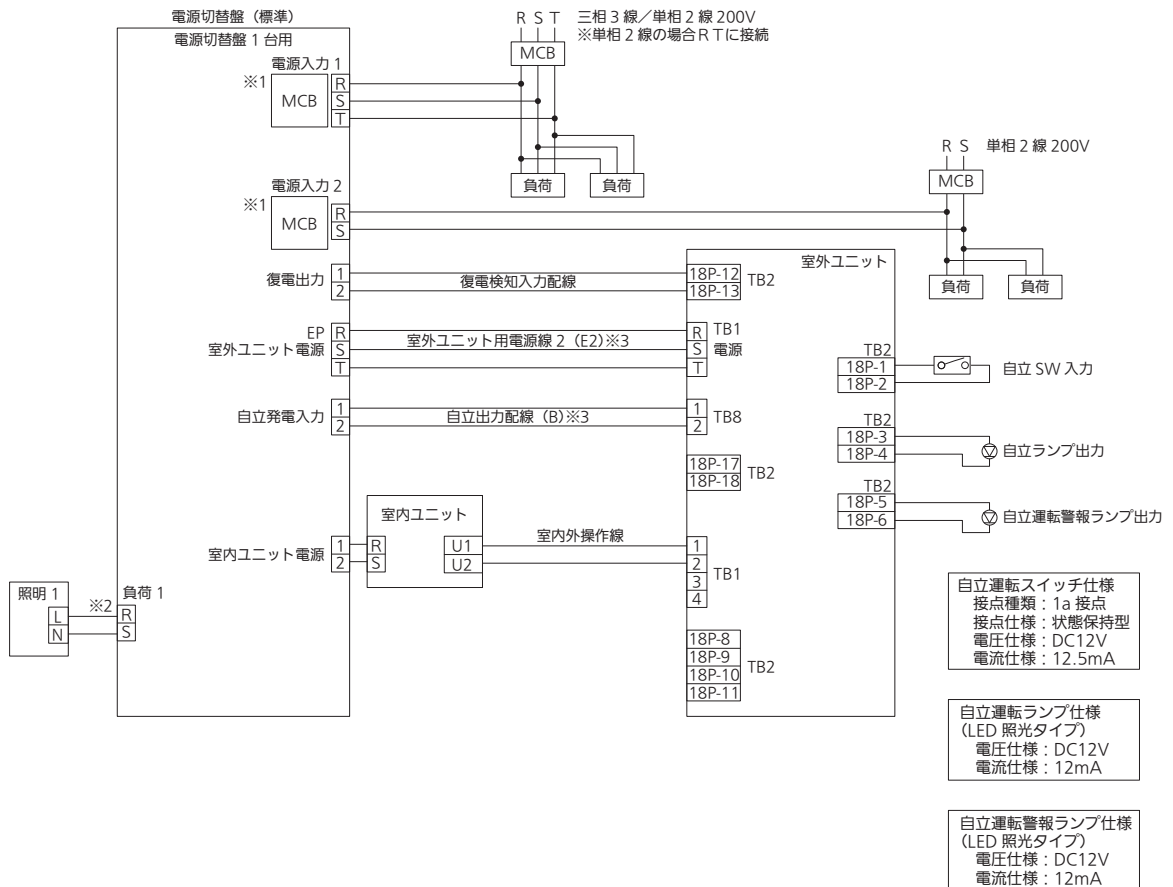 電源切替盤（標準）
電源切替盤 1 台用
電源入力 1
※1
MCB
R
S
T
R S T
三相 3 線／単相 2 線 200V
※単相 2 線の場合ＲＴに接続
MCB
負荷
負荷
電源入力 2
※1
MCB
R
S
R S
単相 2 線 200V
MCB
負荷
負荷
復電出力
1
2
復電検知入力配線
18P-12
18P-13
TB2
室外ユニット
EP
室外ユニット電源
R
S
T
室外ユニット用電源線 2（E2）※3
R
S
T
TB1
電源
自立発電入力
1
2
自立出力配線（B）※3
1
2
TB8
18P-17
18P-18
TB2
室内ユニット電源
1
2
室内ユニット
R
S
U1
U2
室内外操作線
1
2
3
4
TB1
18P-8
18P-9
18P-10
18P-11
TB2
照明 1
L
N
※2
負荷 1
R
S
TB2
18P-1
18P-2
自立 SW 入力
TB2
18P-3
18P-4
自立ランプ出力
TB2
18P-5
18P-6
自立運転警報ランプ出力
自立運転スイッチ仕様
接点種類：1a 接点
接点仕様：状態保持型
電圧仕様：DC12V
電流仕様：12.5mA
自立運転ランプ仕様
（LED 照光タイプ）
電圧仕様：DC12V
電流仕様：12mA
自立運転警報ランプ仕様
（LED 照光タイプ）
電圧仕様：DC12V
電流仕様：12mA